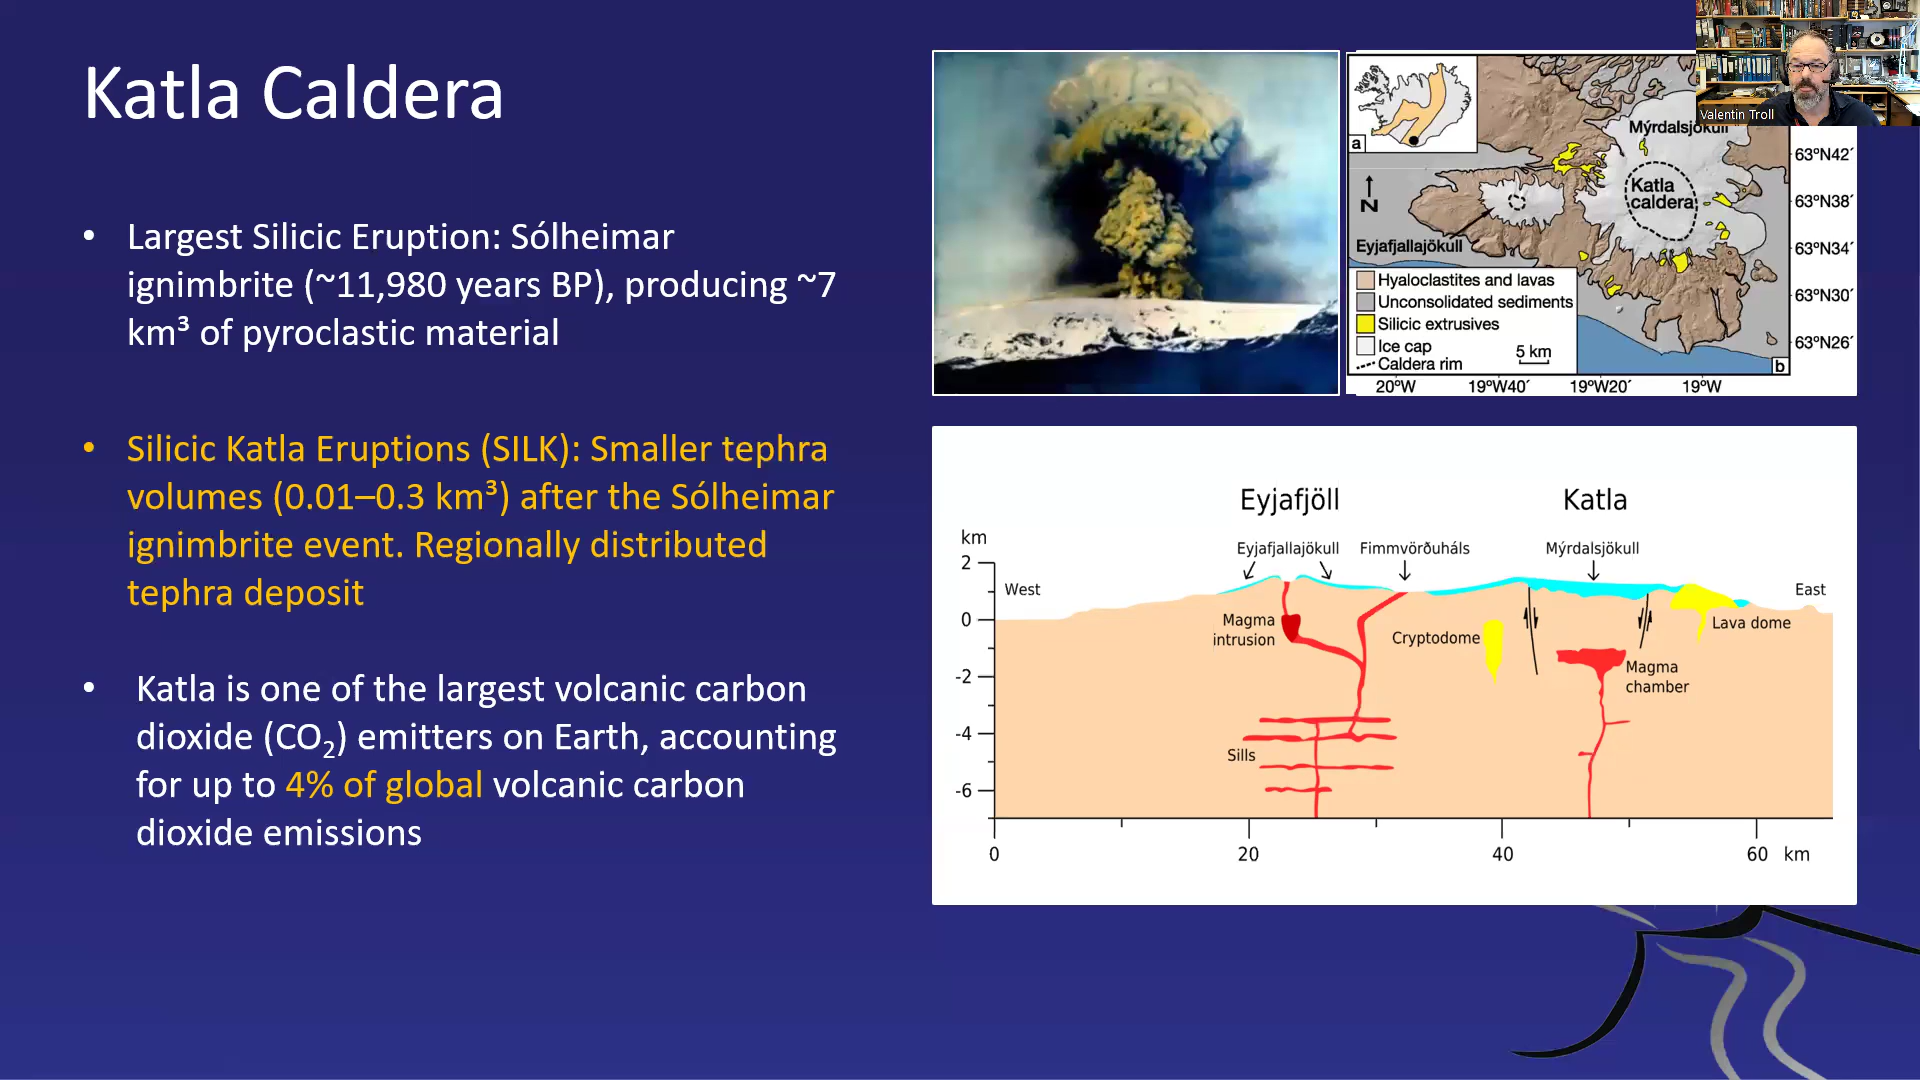 Katla Caldera
• Largest Silicic Eruption: Sólheimar
ignimbrite (~11,980 years BP), producing ~7
km³ of pyroclastic material
• Silicic Katla Eruptions (SILK): Smaller tephra
volumes (0.01–0.3 km³) after the Sólheimar
ignimbrite event. Regionally distributed
tephra deposit
• Katla is one of the largest volcanic carbon
dioxide (CO₂) emitters on Earth, accounting
for up to 4% of global volcanic carbon
dioxide emissions
a
N
Mýrdalsjökull
Katla
caldera
Eyjafjallajökull
Hyaloclastites and lavas
Unconsolidated sediments
Silicic extrusives
Ice cap
Caldera rim
5 km
b
63°N42´
63°N38´
63°N34´
63°N30´
63°N26´
20°W
19°W40´
19°W20´
19°W
Valentin Troll
Eyjafjöll
Katla
km
Eyjafjallajökull
Fimmvörðuháls
Mýrdalsjökull
2
0
-2
-4
-6
West
East
Magma
intrusion
Cryptodome
Lava dome
Magma
chamber
Sills
0
20
40
60
km